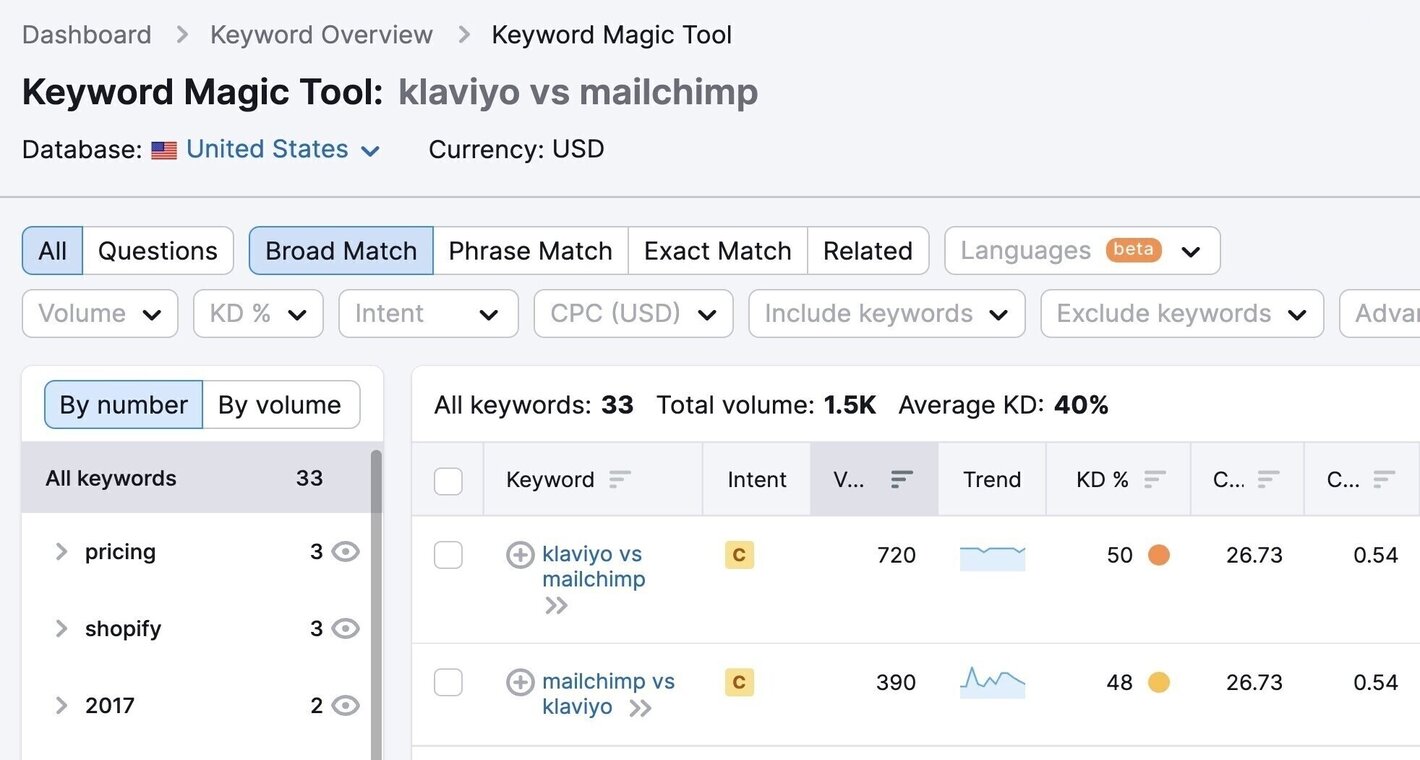 Dashboard > Keyword Overview > Keyword Magic Tool
Keyword Magic Tool: klaviyo vs mailchimp
Database: United States Currency: USD
All Questions Broad Match Phrase Match Exact Match Related Languages beta
Volume KD % Intent CPC (USD) Include keywords Exclude keywords Advar
By number By volume
All keywords: 33 Total volume: 1.5K Average KD: 40%
All keywords 33
Keyword Intent V... Trend KD % C... C...
pricing 3
klaviyo vs
mailchimp
C 720 50 26.73 0.54
shopify 3
mailchimp vs
klaviyo
C 390 48 26.73 0.54
2017 2